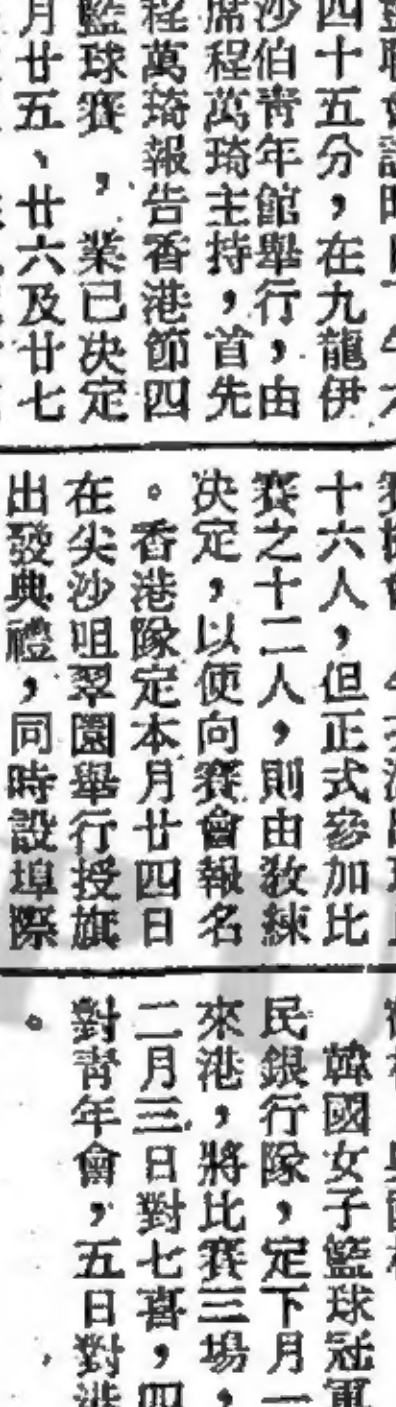 四十五分，在九龍伊
沙伯青年館舉行，由
席程萬琦主持，首先
程萬琦報告香港節四
籃球賽，業已决定
月廿五、廿六及廿七
十六人，但正式參加比
賽之十二人，則由教練
决定，以便向賽會報名
。香港隊定本月廿四日
在尖沙咀翠園舉行授旗
出發典禮，同時設埠際
韓國女子籃球冠軍
民銀行隊，定下月一
來港，將比賽三場，
二月三日對七喜，四
對青年會，五日對港
。